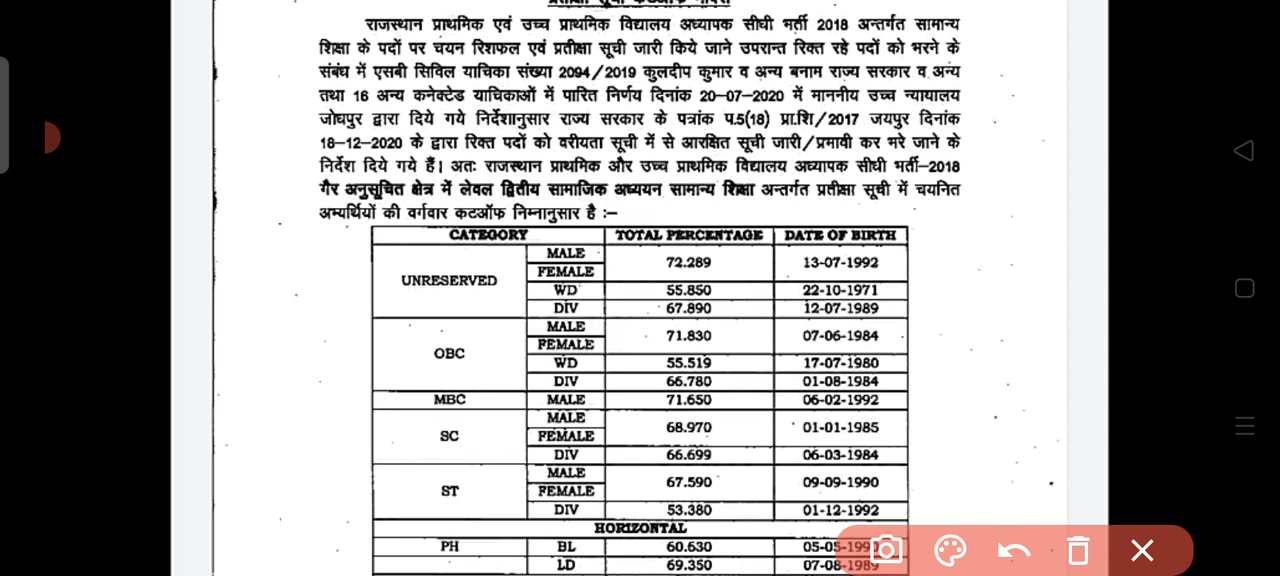 प्रतीक्षा सूची कटऑफ मार्क्स
राजस्थान प्राथमिक एवं उच्च प्राथमिक विद्यालय अध्यापक सीधी भर्ती 2018 अन्तर्गत सामान्य
शिक्षा के पदों पर चयन रिशफल एवं प्रतीक्षा सूची जारी किये जाने उपरान्त रिक्त रहे पदों को भरने के
संबंध में एसबी सिविल याचिका संख्या 2094/2019 कुलदीप कुमार व अन्य बनाम राज्य सरकार व अन्य
तथा 16 अन्य कनेक्टेड याचिकाओं में पारित निर्णय दिनांक 20-07-2020 में माननीय उच्च न्यायालय
जोधपुर द्वारा दिये गये निर्देशानुसार राज्य सरकार के पत्रांक प.5(18) प्रा.शि/2017 जयपुर दिनांक
18-12-2020 के द्वारा रिक्त पदों को वरीयता सूची में से आरक्षित सूची जारी/प्रभावी कर भरे जाने के
निर्देश दिये गये हैं। अतः राजस्थान प्राथमिक और उच्च प्राथमिक विद्यालय अध्यापक सीधी भर्ती-2018
गैर अनुसूचित क्षेत्र में लेवल द्वितीय सामाजिक अध्ययन सामान्य शिक्षा अन्तर्गत प्रतीक्षा सूची में चयनित
अभ्यर्थियों की वर्गवार कटऑफ निम्नानुसार है :-
CATEGORY TOTAL PERCENTAGE DATE OF BIRTH
UNRESERVED MALE 72.289 13-07-1992
FEMALE
WD 55.850 22-10-1971
DIV 67.890 12-07-1989
OBC MALE 71.830 07-06-1984
FEMALE
WD 55.519 17-07-1980
DIV 66.780 01-08-1984
MBC MALE 71.650 06-02-1992
SC MALE 68.970 01-01-1985
FEMALE
DIV 66.699 06-03-1984
ST MALE 67.590 09-09-1990
FEMALE
DIV 53.380 01-12-1992
HORIZONTAL
PH BL 60.630 05-05-1990
LD 69.350 07-08-1989